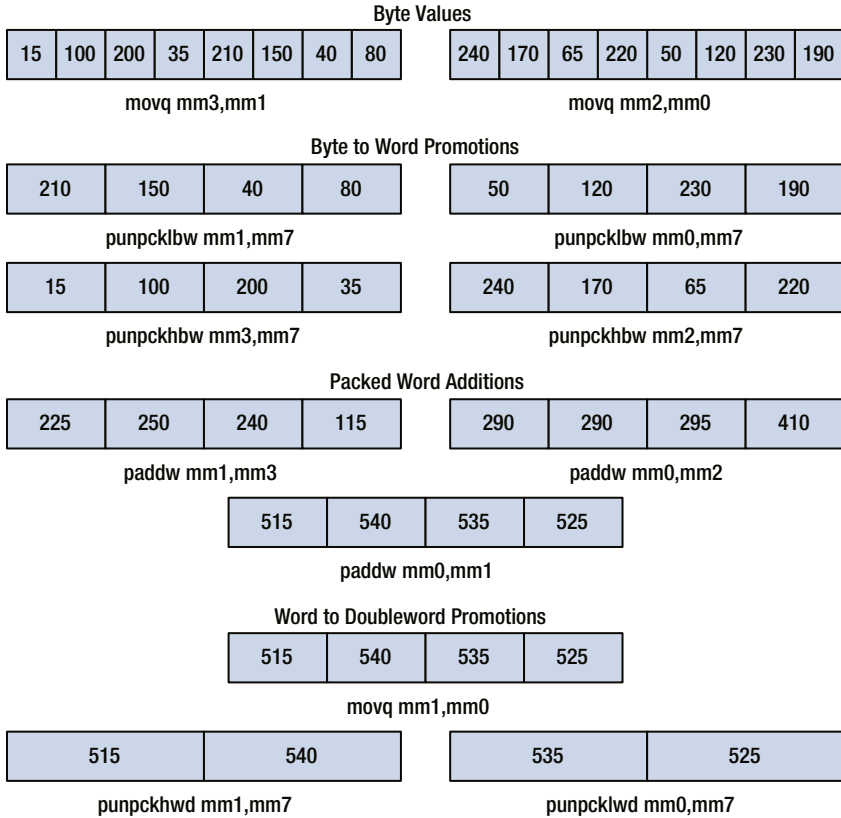 Byte Values
15 100 200 35 210 150 40 80 240 170 65 220 50 120 230 190
movq mm3,mm1 movq mm2,mm0
Byte to Word Promotions
210 150 40 80 50 120 230 190
punpcklbw mm1,mm7 punpcklbw mm0,mm7
15 100 200 35 240 170 65 220
punpckhbw mm3,mm7 punpckhbw mm2,mm7
Packed Word Additions
225 250 240 115 290 290 295 410
paddw mm1,mm3 paddw mm0,mm2
515 540 535 525
paddw mm0,mm1
Word to Doubleword Promotions
515 540 535 525
movq mm1,mm0
515 540 535 525
punpckhwd mm1,mm7 punpcklwd mm0,mm7